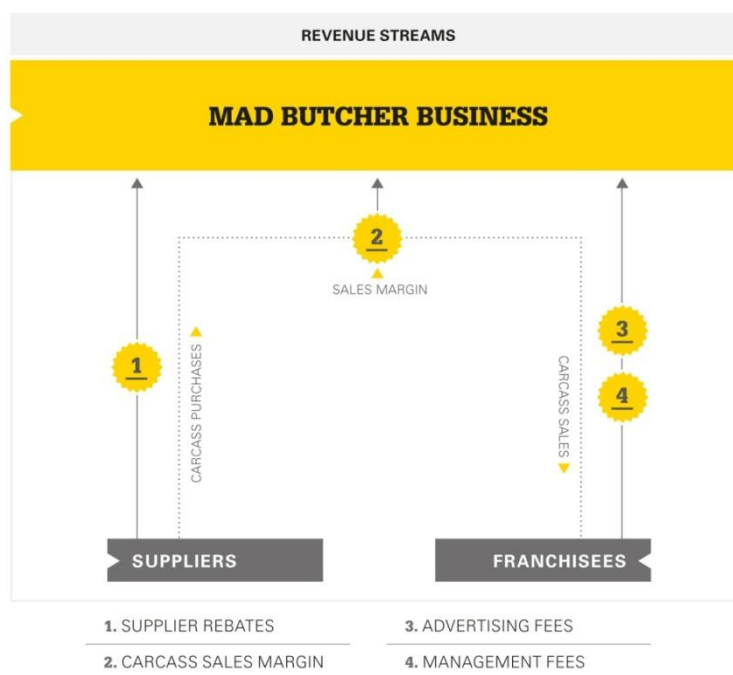 REVENUE STREAMS
MAD BUTCHER BUSINESS
2
SALES MARGIN
1
CARCASS PURCHASES
CARCASS SALES
3
4
SUPPLIERS
FRANCHISEES
1. SUPPLIER REBATES
2. CARCASS SALES MARGIN
3. ADVERTISING FEES
4. MANAGEMENT FEES